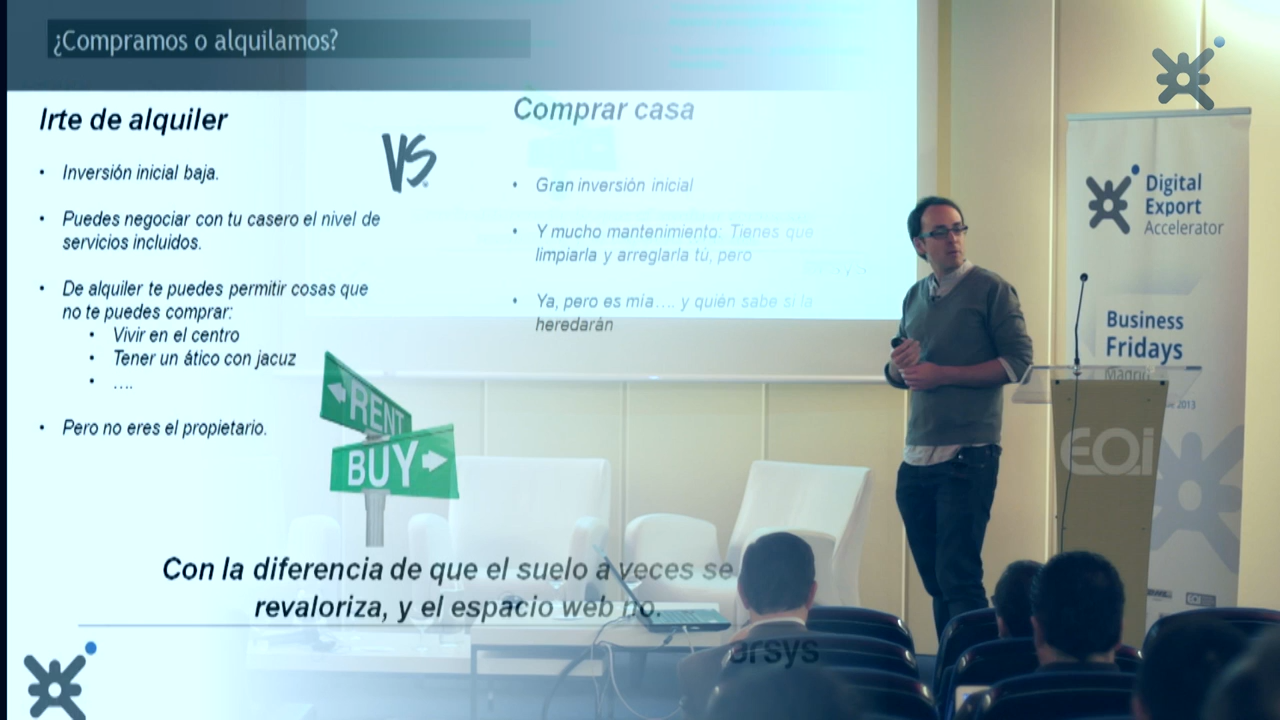 ¿Compramos o alquilamos?
Irte de alquiler
VS.
Comprar casa
• Inversión inicial baja.
• Puedes negociar con tu casero el nivel de
servicios incluidos.
• De alquiler te puedes permitir cosas que
no te puedes comprar:
• Vivir en el centro
• Tener un ático con jacuz
• ….
• Pero no eres el propietario.
• Gran inversión inicial
• Y mucho mantenimiento: Tienes que
limpiarla y arreglarla tú, pero
• Ya, pero es mía…. y quién sabe si la
heredarán
RENT
BUY
Con la diferencia de que el suelo a veces se
revaloriza, y el espacio web no.
arsys
Digital
Export
Accelerator
Business
Fridays
Madrid
2013
EOi